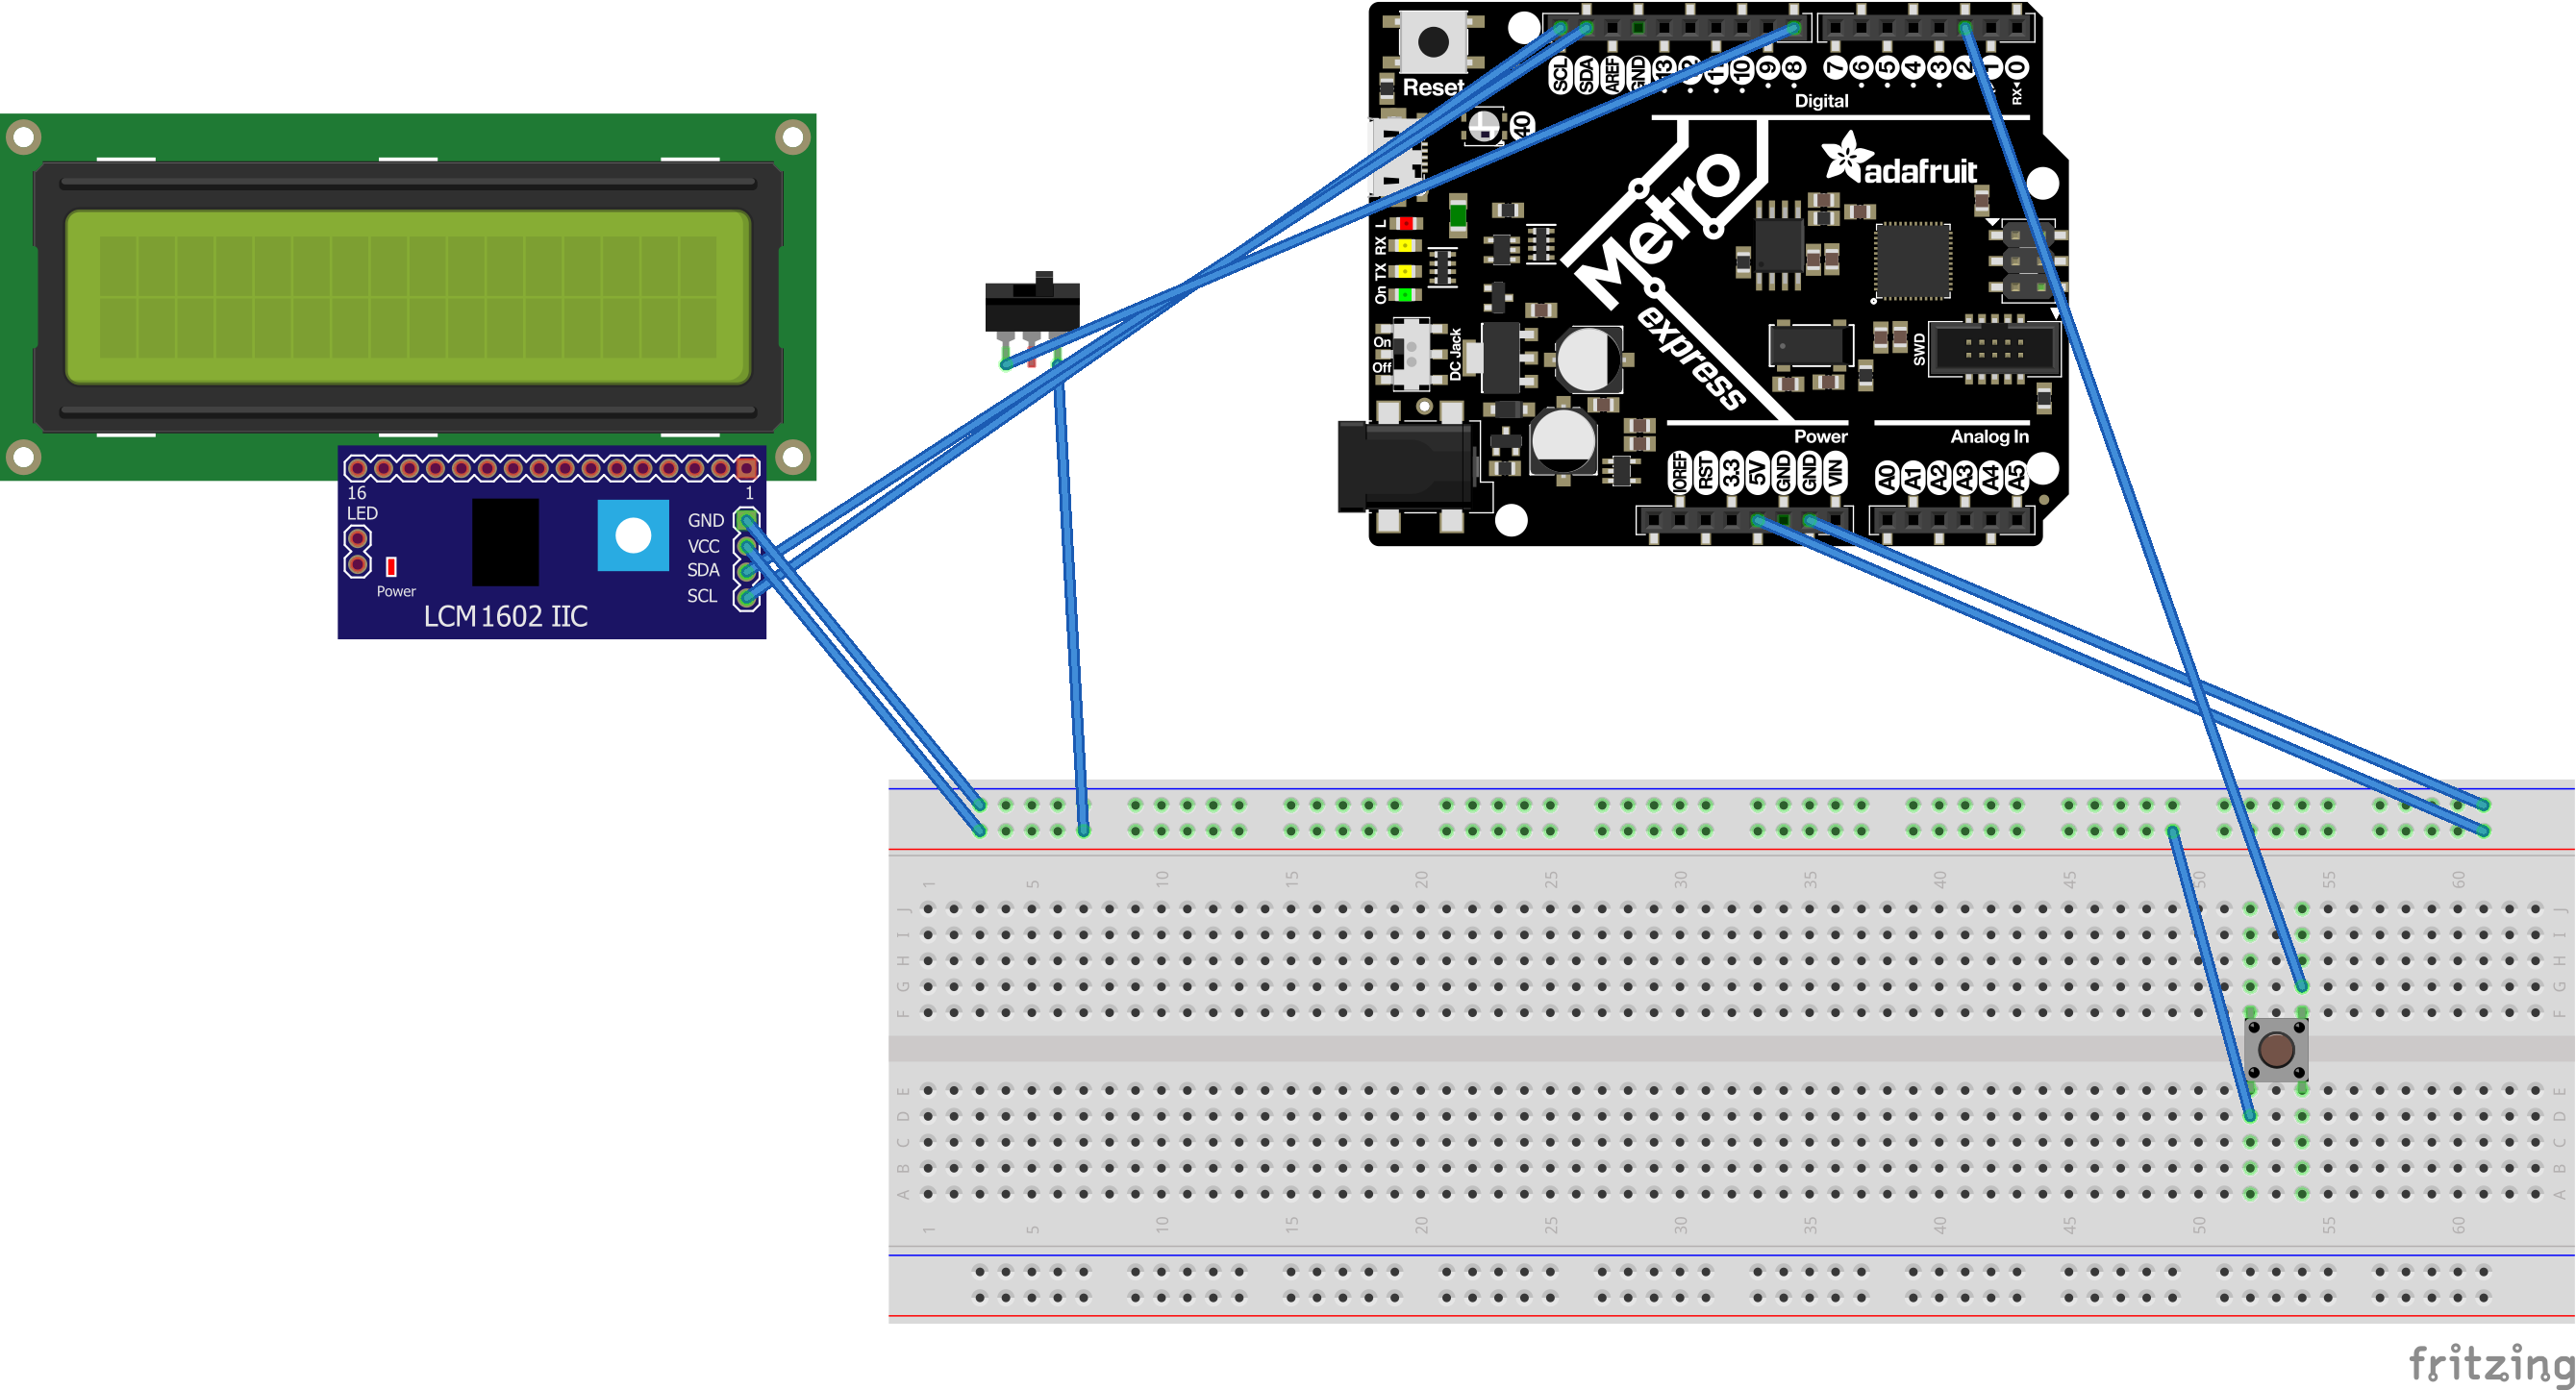 Reset
SCL SDA AREF GND 13 12 11 10 9 8 7 6 5 4 3 2 1 0
RX
Digital
40
adafruit
Metro
express
L
RX
TX
On
On
Off
DC Jack
SWD
Power
Analog In
IOREF RST 3.3 5V GND GND VIN A0 A1 A2 A3 A4 A5
16
LED
1
GND
VCC
SDA
SCL
Power
LCM1602 IIC
1 5 10 15 20 25 30 35 40 45 50 55 60
J J
I I
H H
G G
F F
E E
D D
C C
B B
A A
1 5 10 15 20 25 30 35 40 45 50 55 60
fritzing